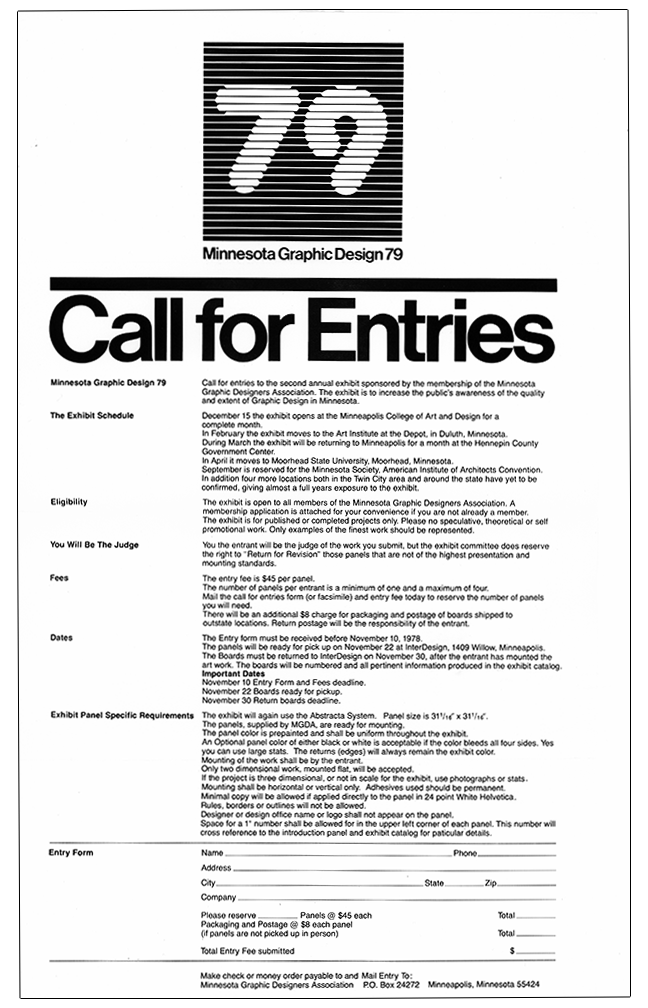 79
Minnesota Graphic Design 79
Call for Entries
Minnesota Graphic Design 79
Call for entries to the second annual exhibit sponsored by the membership of the Minnesota
Graphic Designers Association. The exhibit is to increase the public's awareness of the quality
and extent of Graphic Design in Minnesota.
The Exhibit Schedule
December 15 the exhibit opens at the Minneapolis College of Art and Design for a
complete month.
In February the exhibit moves to the Art Institute at the Depot, in Duluth, Minnesota.
During March the exhibit will be returning to Minneapolis for a month at the Hennepin County
Government Center.
In April it moves to Moorhead State University, Moorhead, Minnesota.
September is reserved for the Minnesota Society, American Institute of Architects Convention.
In addition four more locations both in the Twin City area and around the state have yet to be
confirmed, giving almost a full years exposure to the exhibit.
Eligibility
The exhibit is open to all members of the Minnesota Graphic Designers Association. A
membership application is attached for your convenience if you are not already a member.
The exhibit is for published or completed projects only. Please no speculative, theoretical or self
promotional work. Only examples of the finest work should be represented.
You Will Be The Judge
You the entrant will be the judge of the work you submit, but the exhibit committee does reserve
the right to "Return for Revision" those panels that are not of the highest presentation and
mounting standards.
Fees
The entry fee is $45 per panel.
The number of panels per entrant is a minimum of one and a maximum of four.
Mail the call for entries form (or facsimile) and entry fee today to reserve the number of panels
you will need.
There will be an additional $8 charge for packaging and postage of boards shipped to
outstate locations. Return postage will be the responsibility of the entrant.
Dates
The Entry form must be received before November 10, 1978.
The panels will be ready for pick up on November 22 at InterDesign, 1409 Willow, Minneapolis.
The Boards must be returned to InterDesign on November 30, after the entrant has mounted the
art work. The boards will be numbered and all pertinent information produced in the exhibit catalog.
Important Dates
November 10 Entry Form and Fees deadline.
November 22 Boards ready for pickup.
November 30 Return boards deadline.
Exhibit Panel Specific Requirements
The exhibit will again use the Abstracta System. Panel size is 31¹/₁₆" x 31¹/₁₆".
The panels, supplied by MGDA, are ready for mounting.
The panel color is prepainted and shall be uniform throughout the exhibit.
An Optional panel color of either black or white is acceptable if the color bleeds all four sides. Yes
you can use large stats. The returns (edges) will always remain the exhibit color.
Mounting of the work shall be by the entrant.
Only two dimensional work, mounted flat, will be accepted.
If the project is three dimensional, or not in scale for the exhibit, use photographs or stats.
Mounting shall be horizontal or vertical only. Adhesives used should be permanent.
Minimal copy will be allowed if applied directly to the panel in 24 point White Helvetica.
Rules, borders or outlines will not be allowed.
Designer or design office name or logo shall not appear on the panel.
Space for a 1" number shall be allowed for in the upper left corner of each panel. This number will
cross reference to the introduction panel and exhibit catalog for paticular details.
Entry Form
Name Phone
Address
City State Zip
Company
Please reserve Panels @ $45 each Total
Packaging and Postage @ $8 each panel
(if panels are not picked up in person) Total
Total Entry Fee submitted $
Make check or money order payable to and Mail Entry To:
Minnesota Graphic Designers Association P.O. Box 24272 Minneapolis, Minnesota 55424